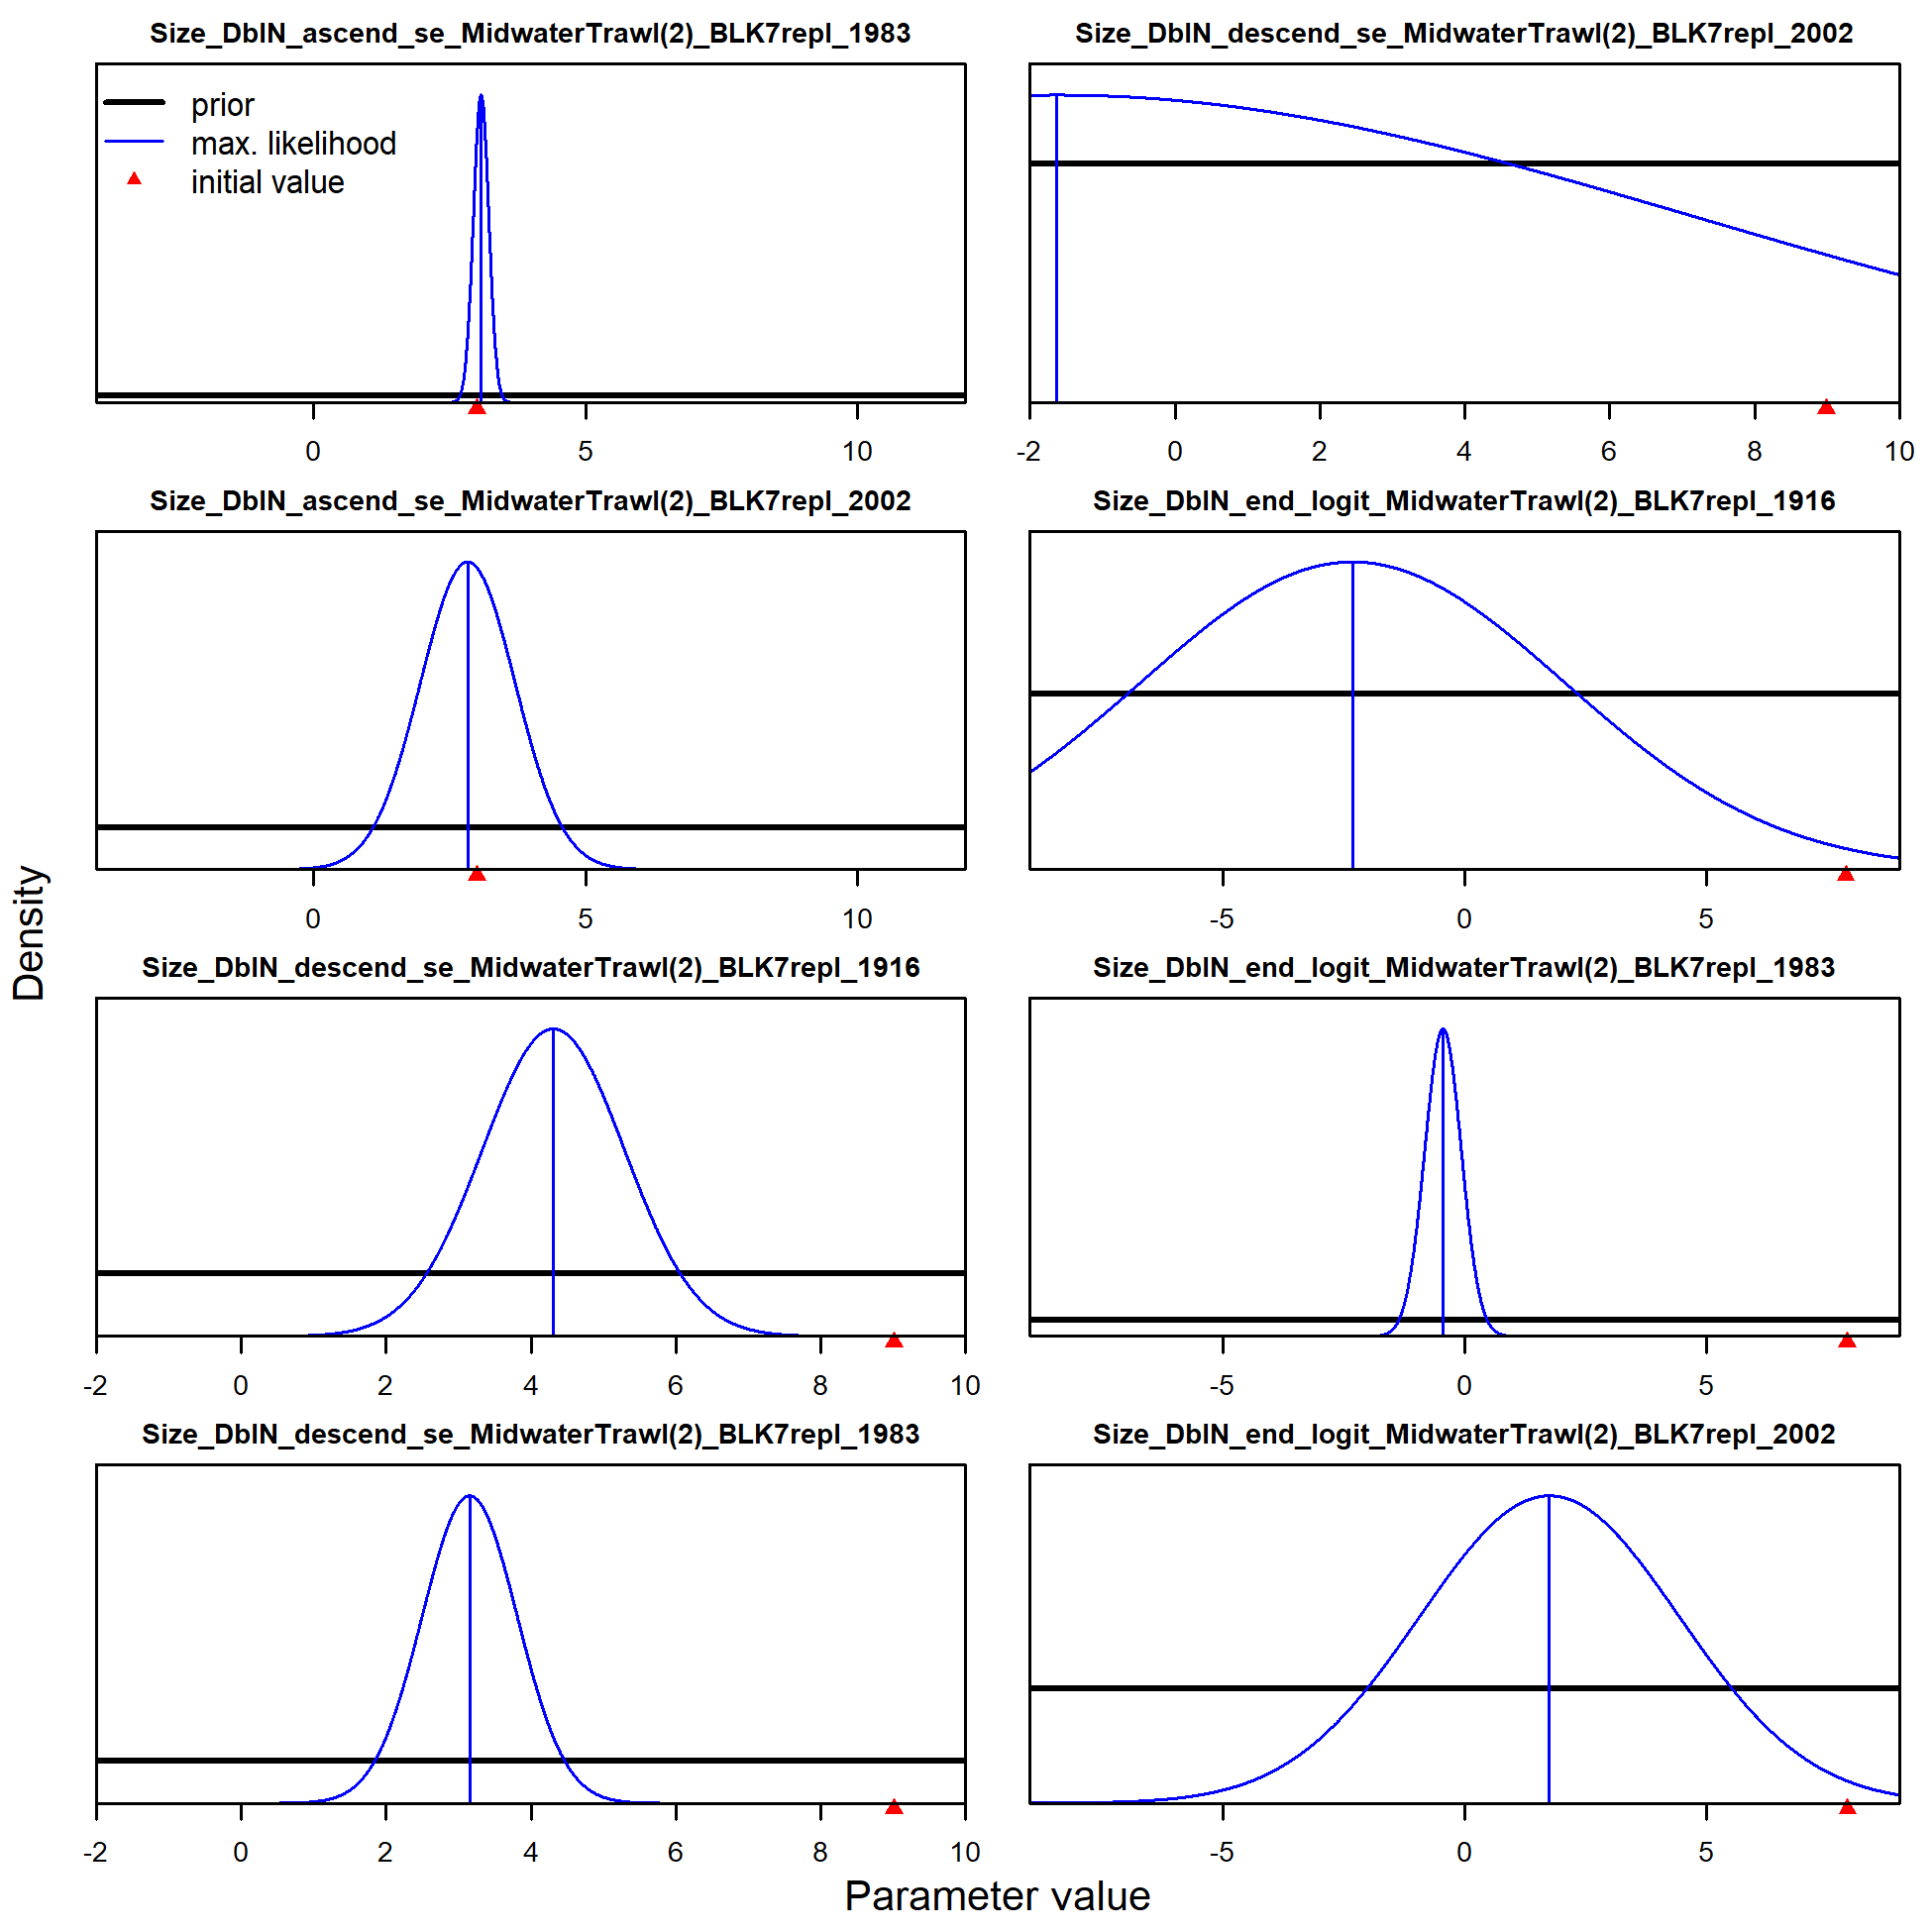 Size_DblN_ascend_se_MidwaterTrawl(2)_BLK7repl_1983
prior
max. likelihood
initial value
0 5 10
Size_DblN_descend_se_MidwaterTrawl(2)_BLK7repl_2002
-2 0 2 4 6 8 10
Size_DblN_ascend_se_MidwaterTrawl(2)_BLK7repl_2002
0 5 10
Size_DblN_end_logit_MidwaterTrawl(2)_BLK7repl_1916
-5 0 5
Size_DblN_descend_se_MidwaterTrawl(2)_BLK7repl_1916
-2 0 2 4 6 8 10
Size_DblN_end_logit_MidwaterTrawl(2)_BLK7repl_1983
-5 0 5
Size_DblN_descend_se_MidwaterTrawl(2)_BLK7repl_1983
-2 0 2 4 6 8 10
Size_DblN_end_logit_MidwaterTrawl(2)_BLK7repl_2002
-5 0 5
Density
Parameter value